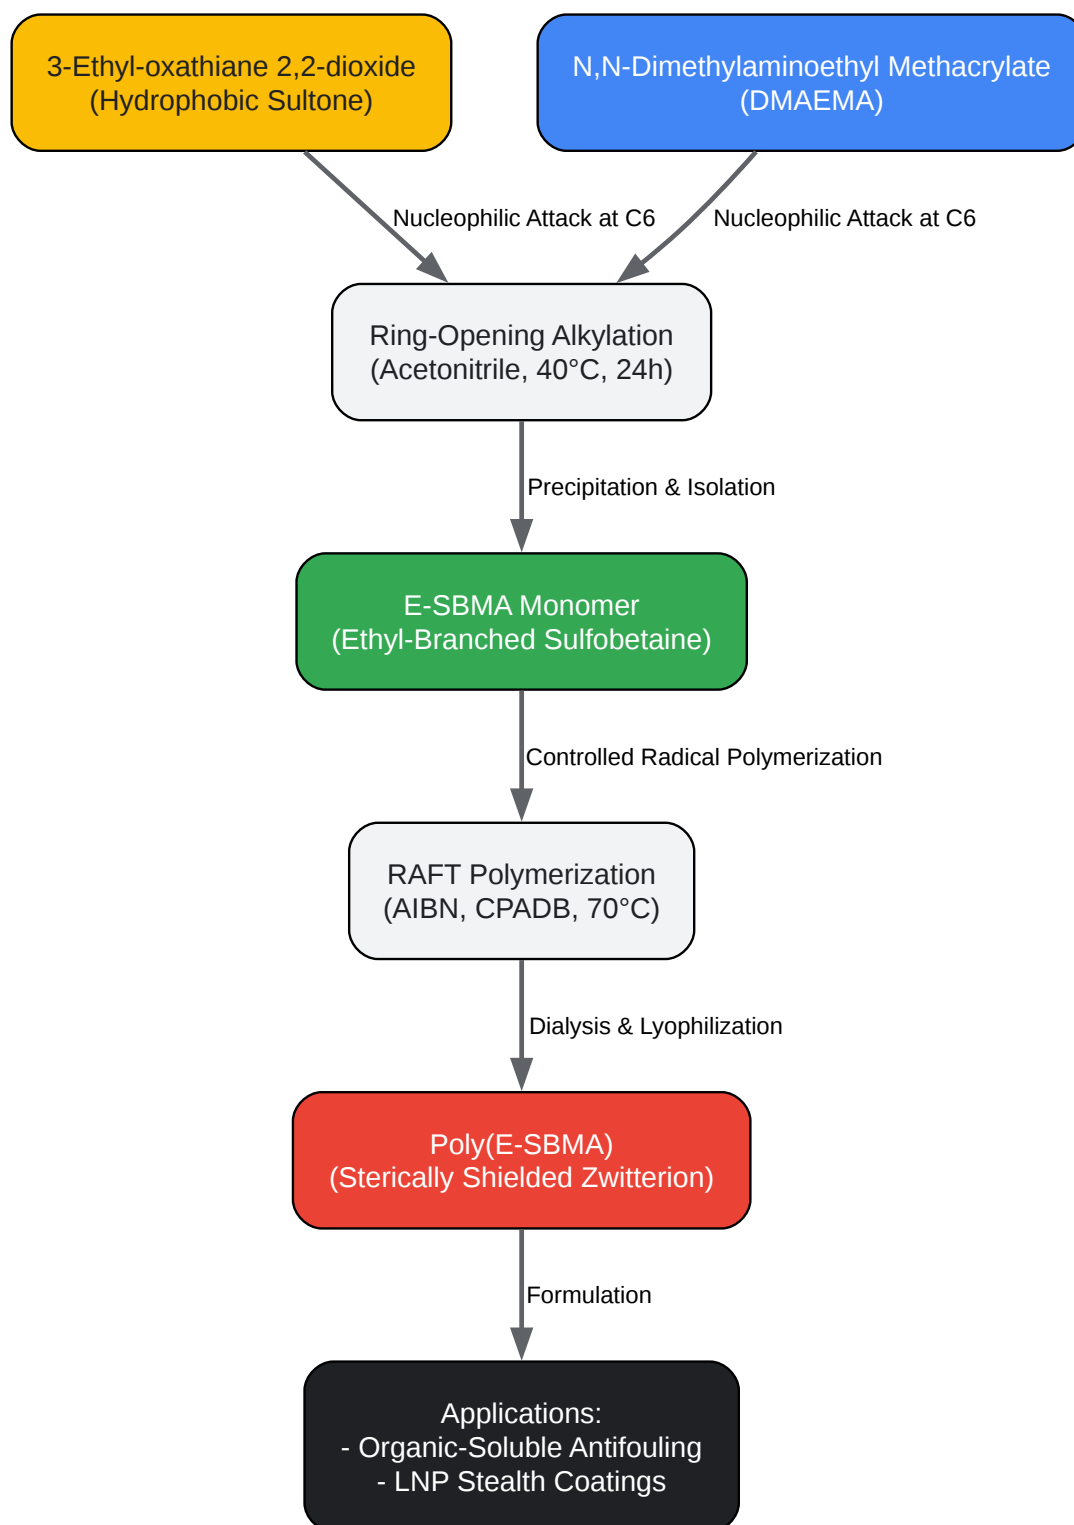 3-Ethyl-oxathiane 2,2-dioxide
(Hydrophobic Sultone)
N,N-Dimethylaminoethyl Methacrylate
(DMAEMA)
Nucleophilic Attack at C6
Nucleophilic Attack at C6
Ring-Opening Alkylation
(Acetonitrile, 40°C, 24h)
Precipitation & Isolation
E-SBMA Monomer
(Ethyl-Branched Sulfobetaine)
Controlled Radical Polymerization
RAFT Polymerization
(AIBN, CPADB, 70°C)
Dialysis & Lyophilization
Poly(E-SBMA)
(Sterically Shielded Zwitterion)
Formulation
Applications:
- Organic-Soluble Antifouling
- LNP Stealth Coatings